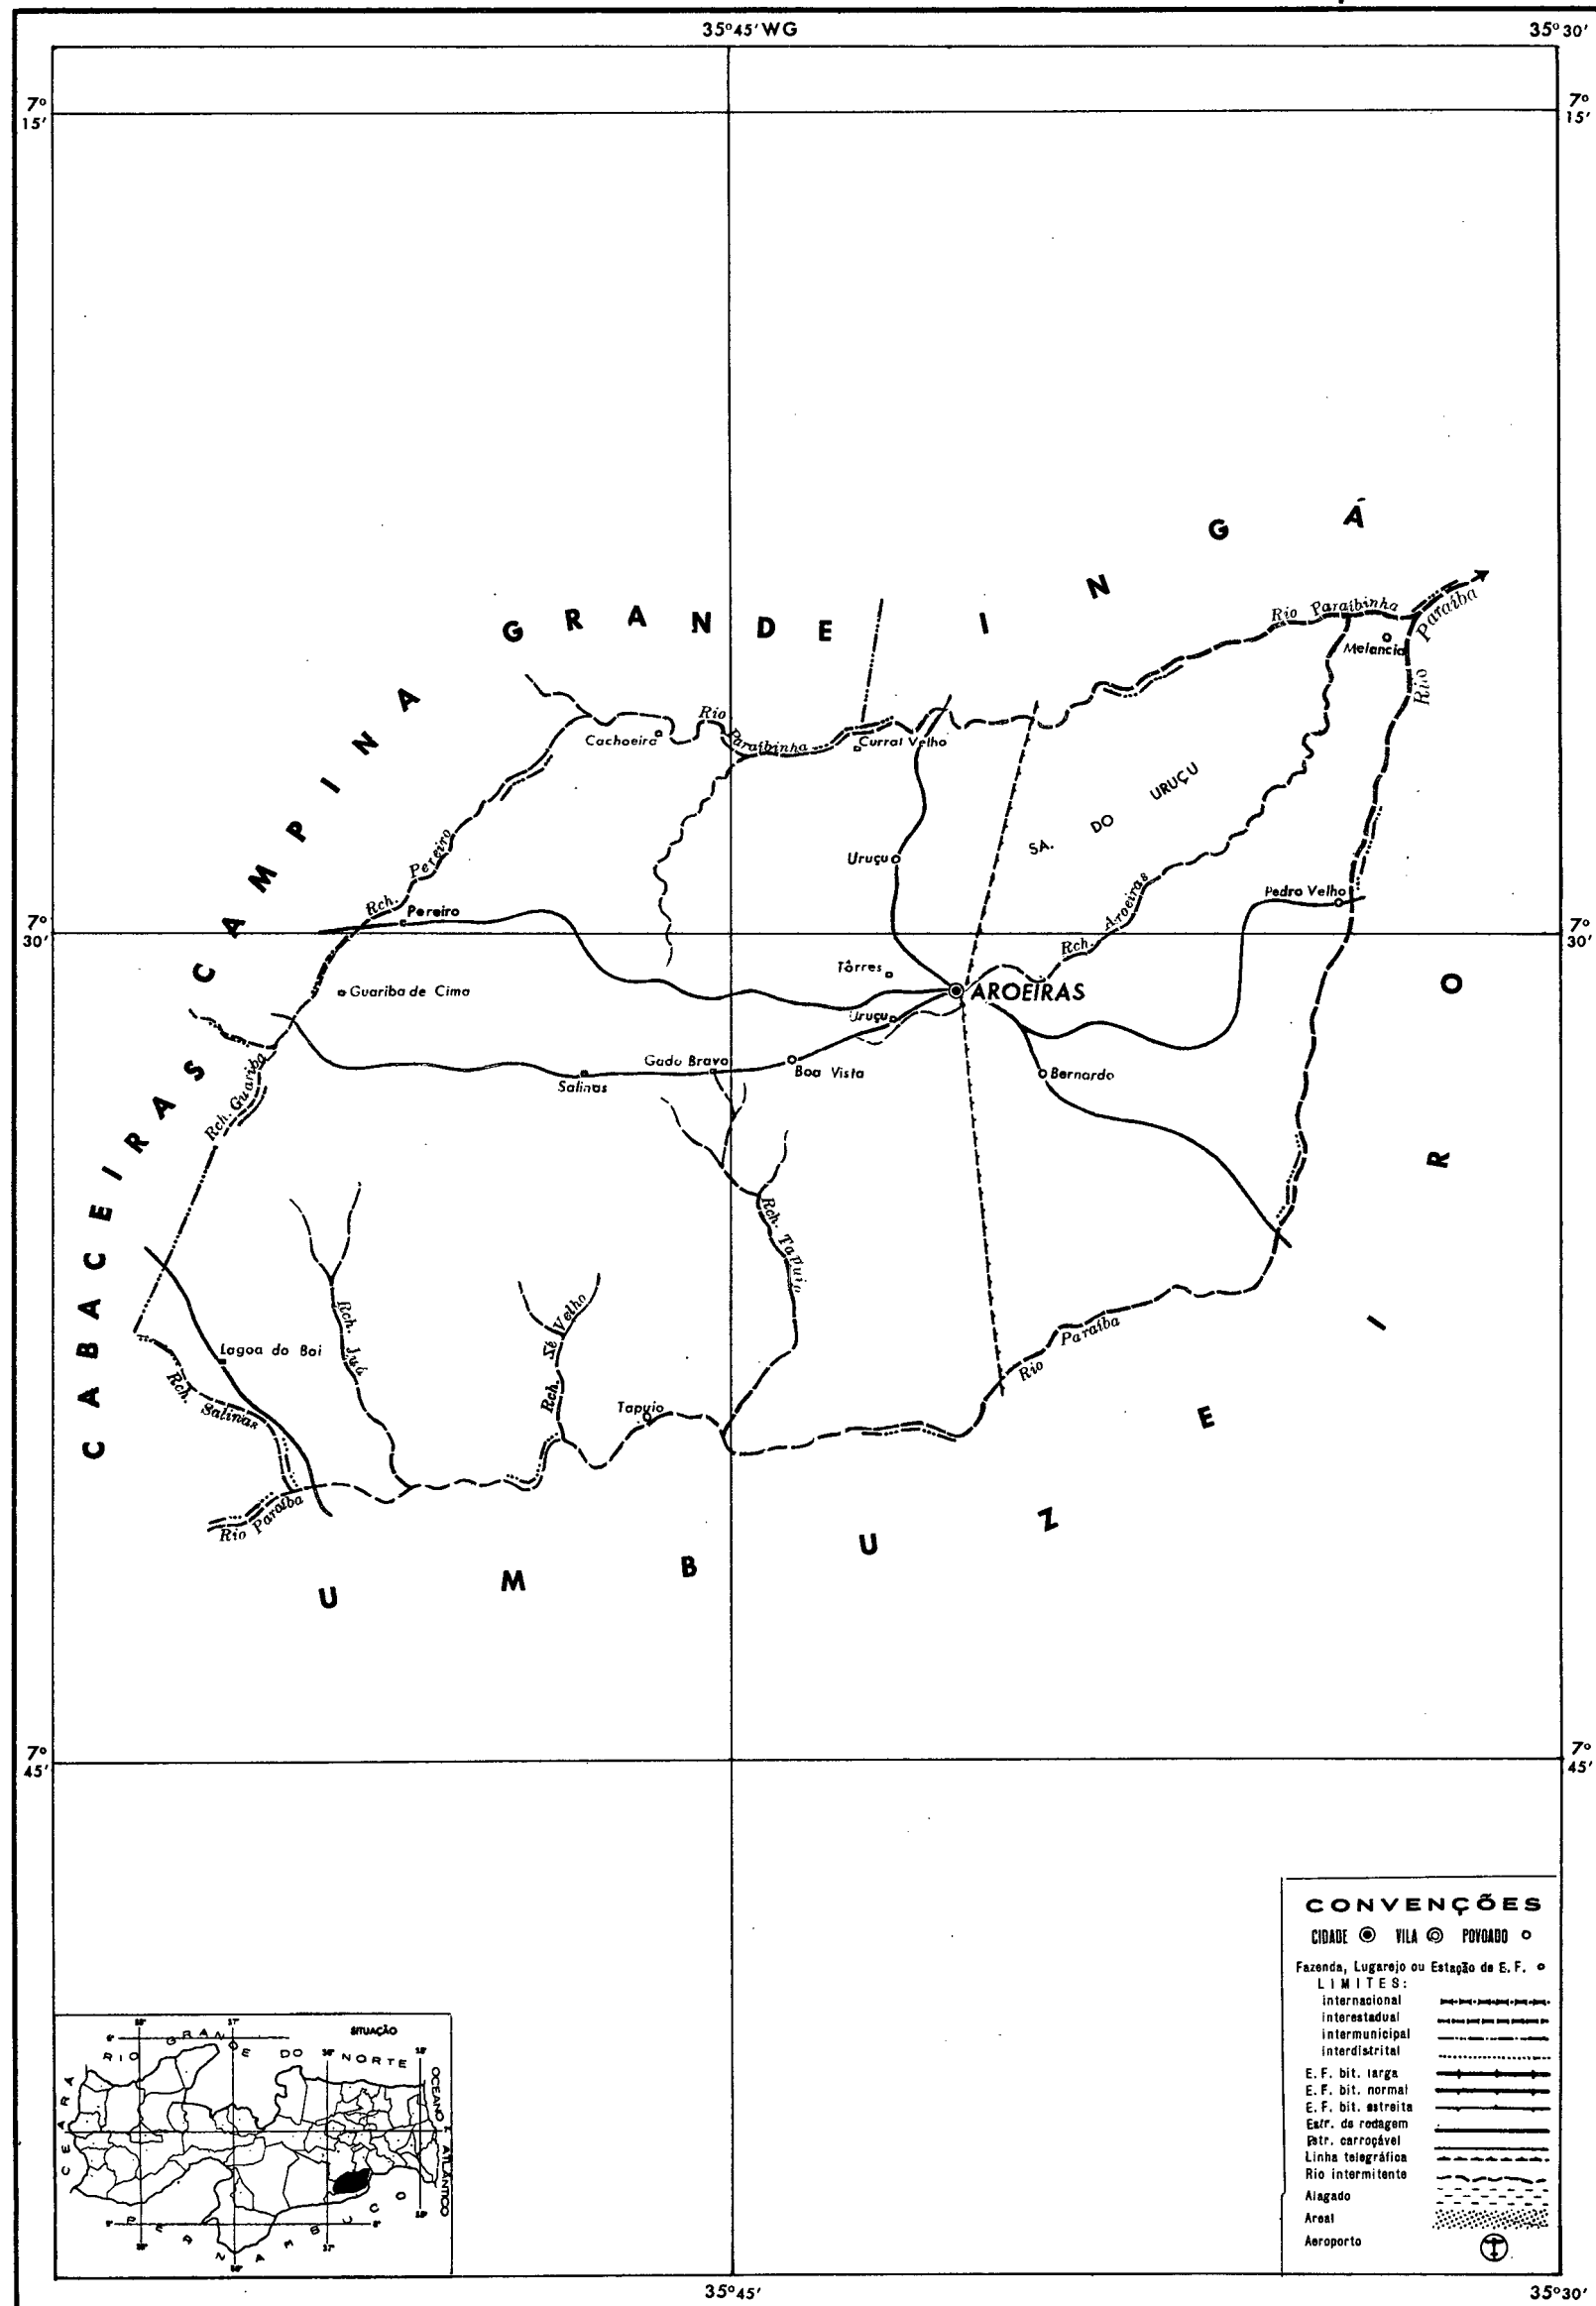 35°45'WG
35°30'
7°
15'
7°
15'
INGÁ
CAMPINA GRANDE
Rio Paraibinha
Paraíba
Rio
Melancia
Rio
Paraibinha
Cachoeira
Curral Velho
SA. DO URUÇU
Rch. Pereiro
Uruçu
Pereiro
Rch. Aroeiras
Pedro Velho
7°
30'
7°
30'
Tôrres
AROEIRAS
Guariba de Cima
Uruçu
Gado Bravo
Boa Vista
Salinas
Bernardo
Rch. Guariba
CABACEIRAS
Rch. Tapuio
Rch. Juá
Rch. Sê Velho
Lagoa do Boi
Rch. Salinas
Tapuio
Rio Paraíba
Rio Paraíba
UMBUZEIRO
7°
45'
7°
45'
CONVENÇÕES
CIDADE VILA POVOADO
Fazenda, Lugarejo ou Estação de E. F.
LIMITES:
internacional
interestadual
intermunicipal
interdistrital
E. F. bit. larga
E. F. bit. normal
E. F. bit. estreita
Estr. de rodagem
Estr. carroçável
Linha telegráfica
Rio intermitente
Alagado
Areal
Aeroporto
SITUAÇÃO
RIO GRANDE DO NORTE
CEARÁ
OCEANO ATLÂNTICO
PERNAMBUCO
35°45'
35°30'